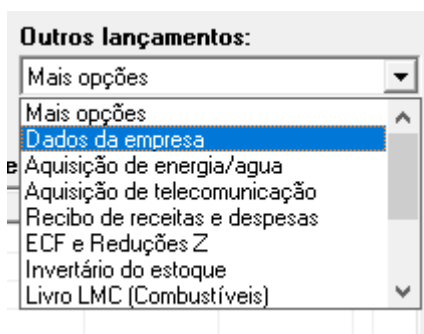 Outros lançamentos:
Mais opções
Mais opções
Dados da empresa
e
Aquisição de energia/agua
Aquisição de telecomunicação
Recibo de receitas e despesas
ECF e Reduções Z
Invertário do estoque
Livro LMC (Combustíveis)